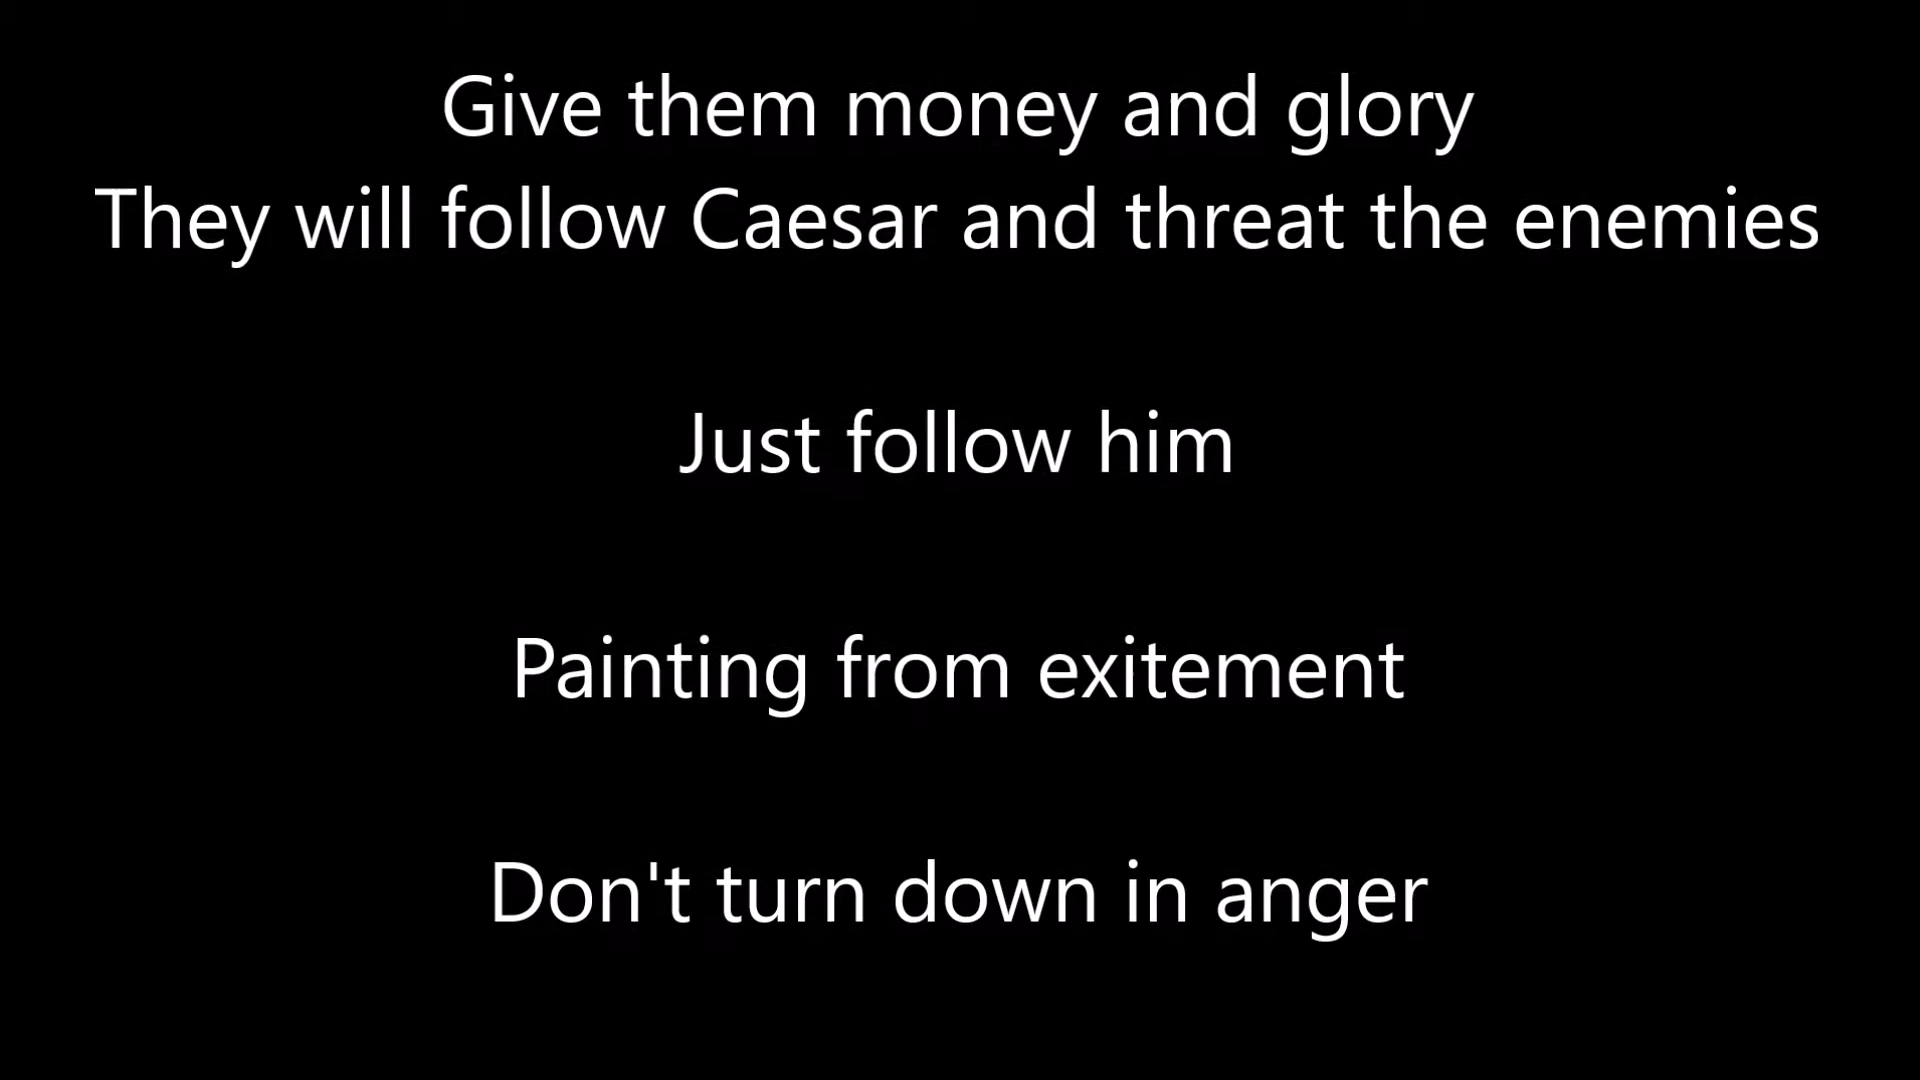 Give them money and glory
They will follow Caesar and threat the enemies
Just follow him
Painting from exitement
Don't turn down in anger